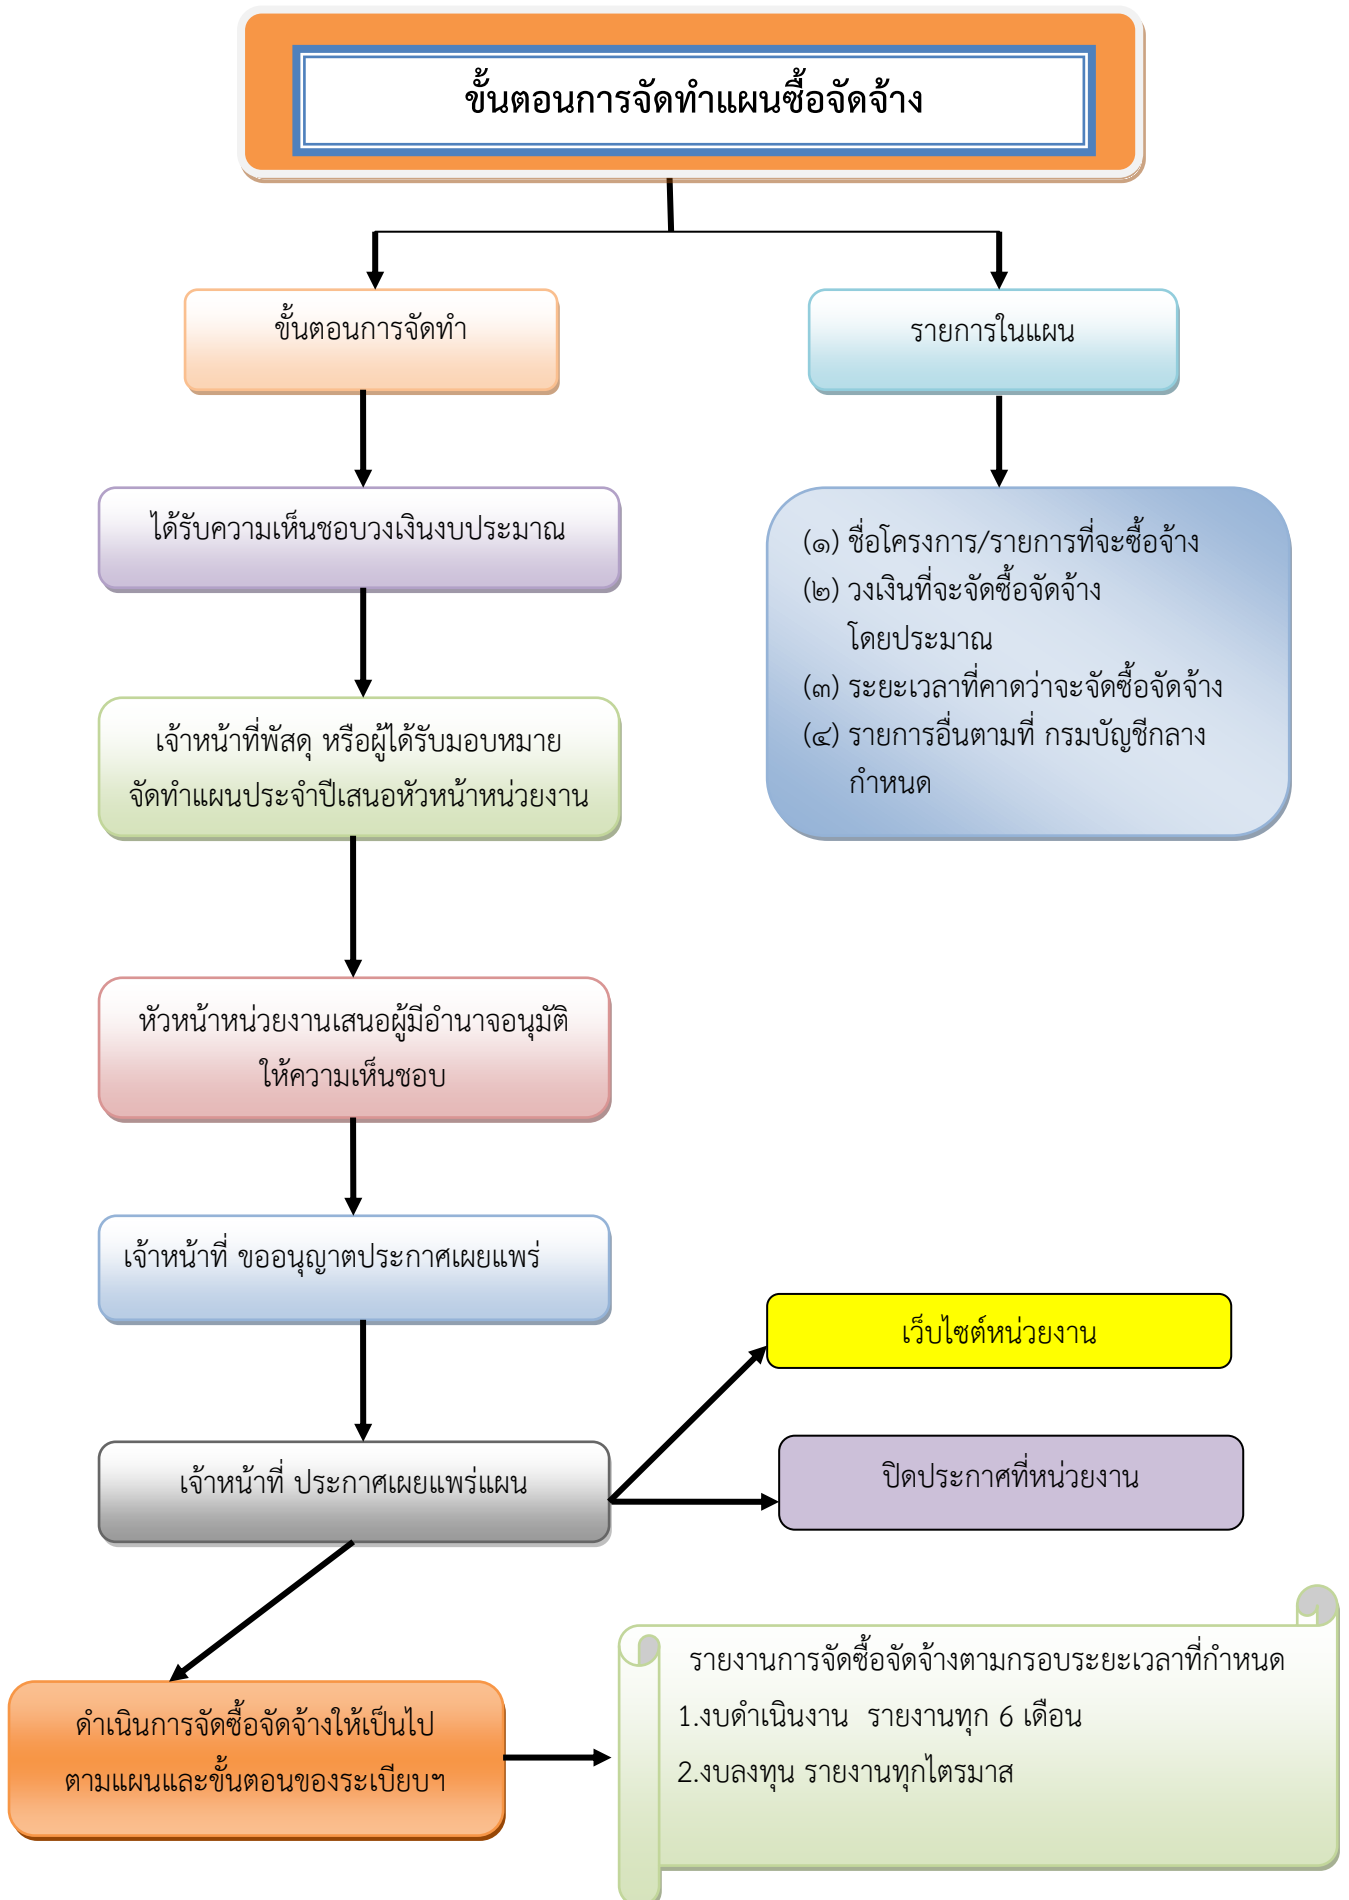 ขั้นตอนการจัดทำแผนซื้อจัดจ้าง
ขั้นตอนการจัดทำ
รายการในแผน
ได้รับความเห็นชอบวงเงินงบประมาณ
(๑) ชื่อโครงการ/รายการที่จะซื้อจ้าง
(๒) วงเงินที่จะจัดซื้อจัดจ้าง
โดยประมาณ
(๓) ระยะเวลาที่คาดว่าจะจัดซื้อจัดจ้าง
(๔) รายการอื่นตามที่ กรมบัญชีกลาง
กำหนด
เจ้าหน้าที่พัสดุ หรือผู้ได้รับมอบหมาย
จัดทำแผนประจำปีเสนอหัวหน้าหน่วยงาน
หัวหน้าหน่วยงานเสนอผู้มีอำนาจอนุมัติ
ให้ความเห็นชอบ
เจ้าหน้าที่ ขออนุญาตประกาศเผยแพร่
เว็บไซต์หน่วยงาน
เจ้าหน้าที่ ประกาศเผยแพร่แผน
ปิดประกาศที่หน่วยงาน
ดำเนินการจัดซื้อจัดจ้างให้เป็นไป
ตามแผนและขั้นตอนของระเบียบฯ
รายงานการจัดซื้อจัดจ้างตามกรอบระยะเวลาที่กำหนด
1.งบดำเนินงาน รายงานทุก 6 เดือน
2.งบลงทุน รายงานทุกไตรมาส